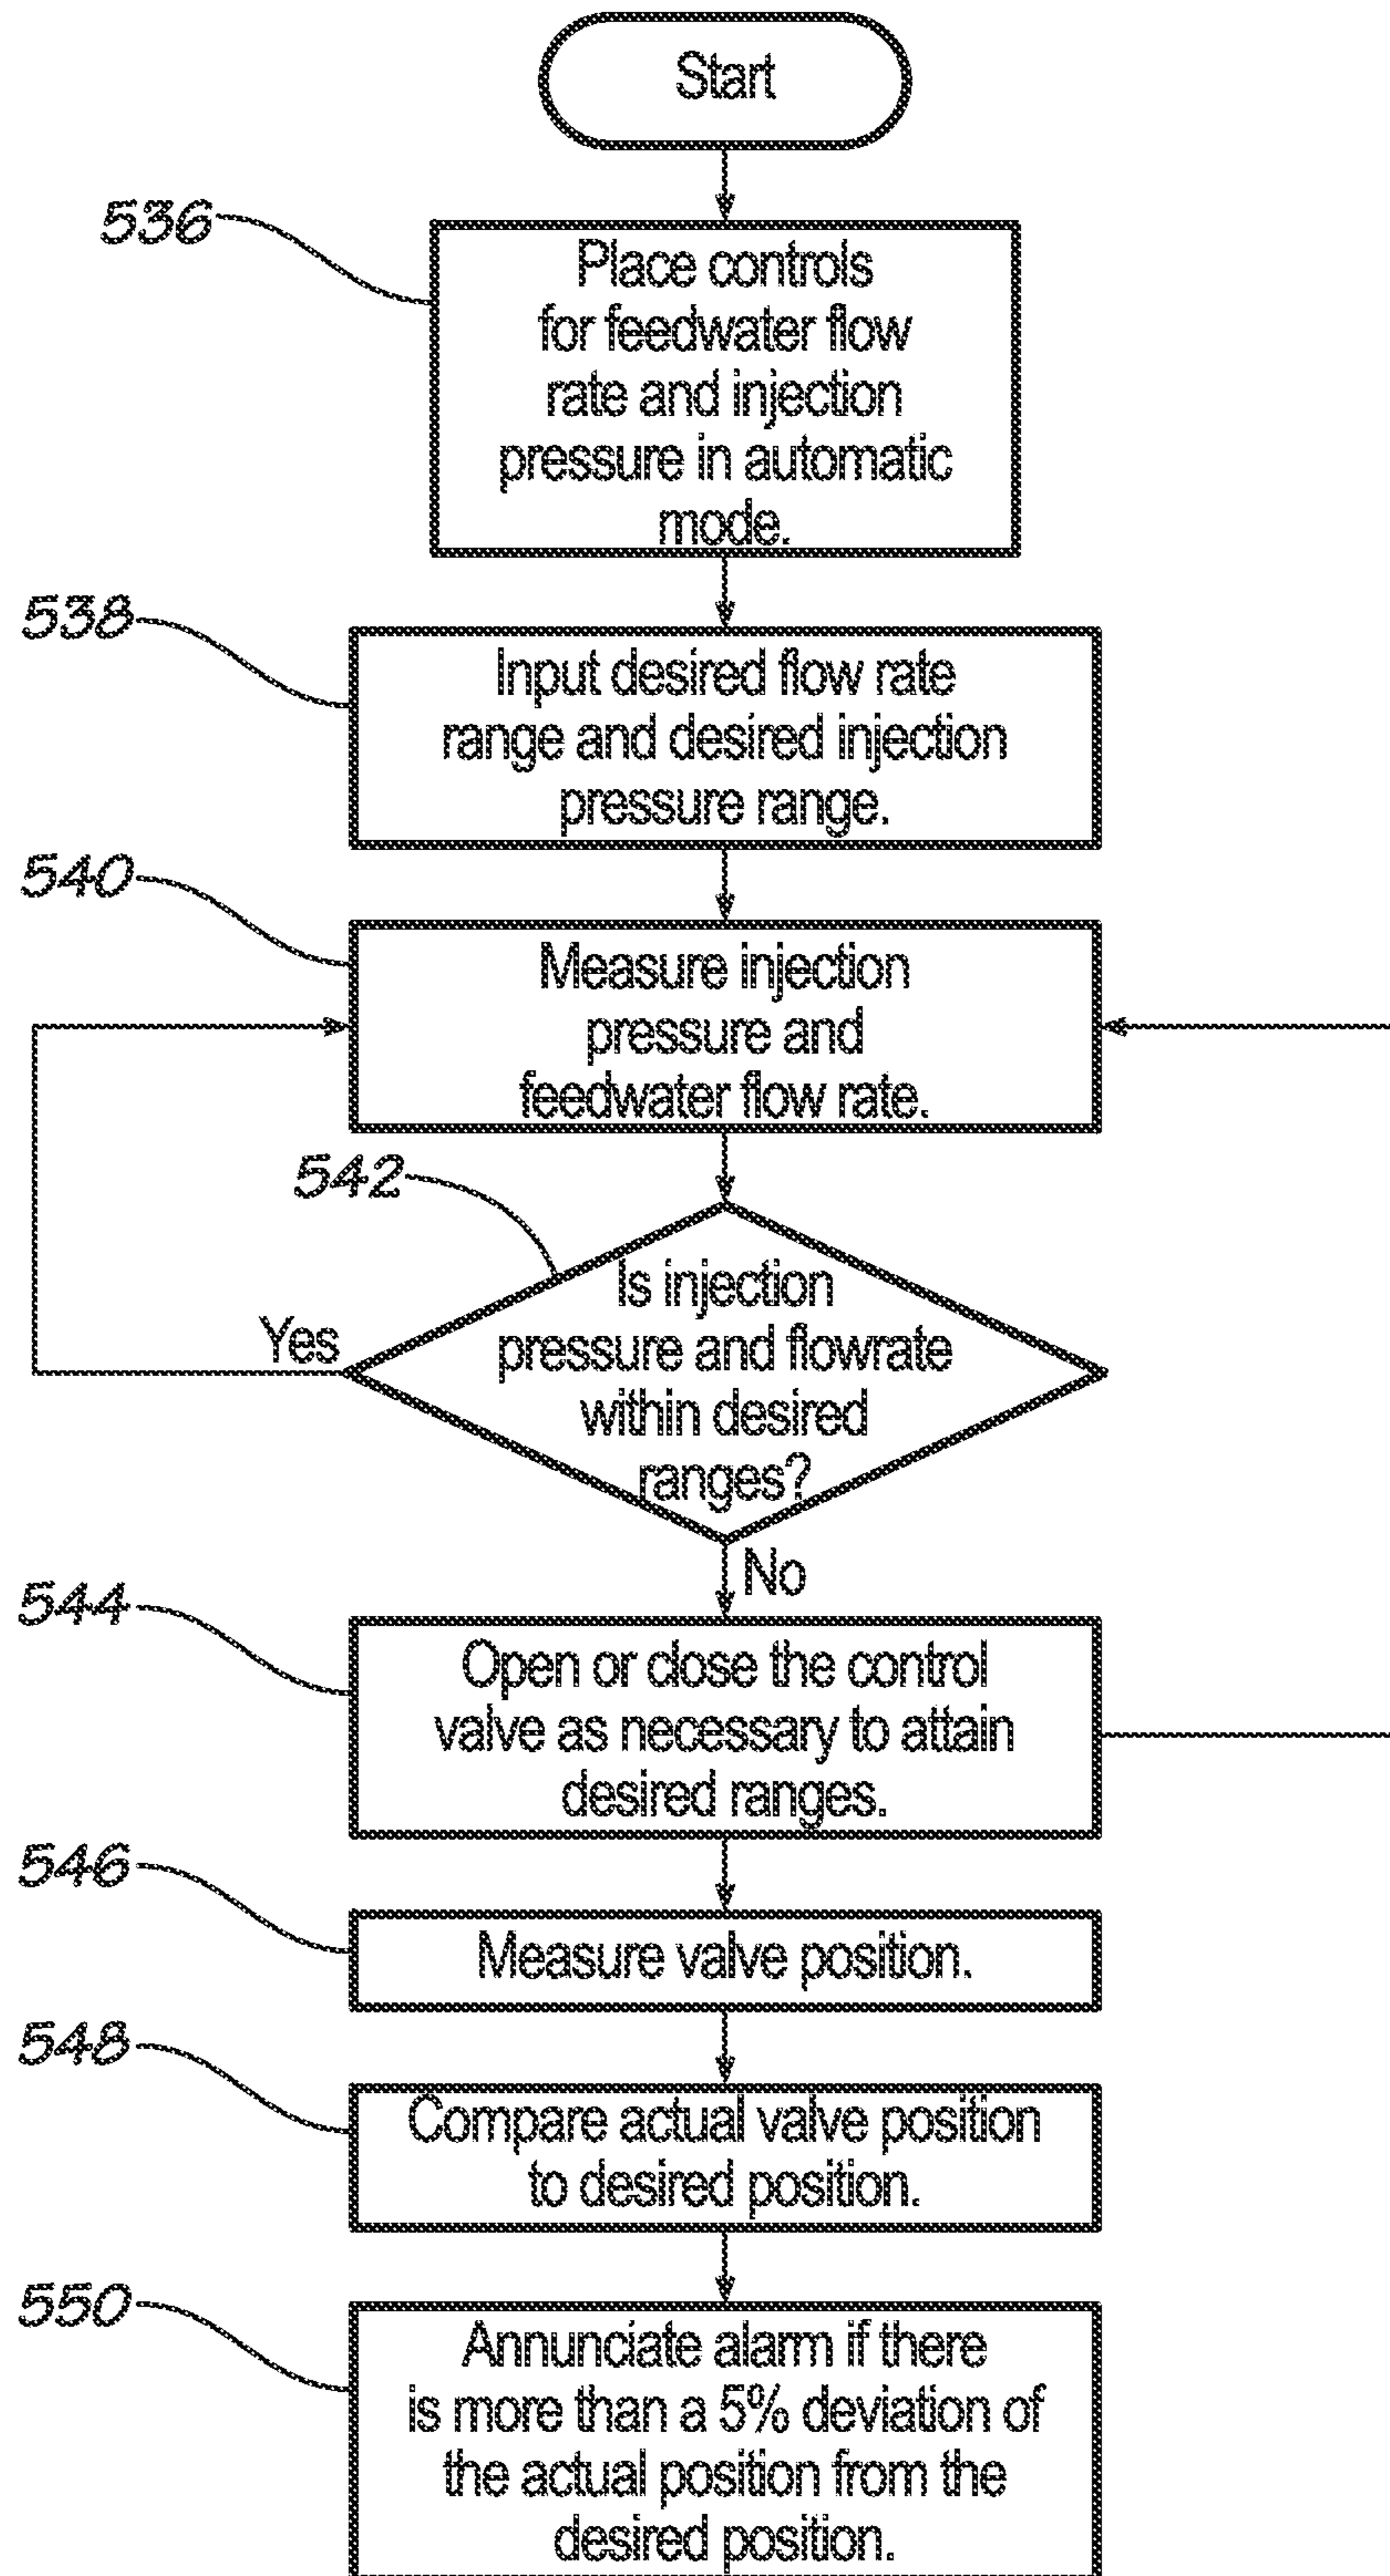 Start
536
Place controls
for feedwater flow
rate and injection
pressure in automatic
mode.
538
Input desired flow rate
range and desired injection
pressure range.
540
Measure injection
pressure and
feedwater flow rate.
542
Is injection
pressure and flowrate
within desired
ranges?
Yes
No
544
Open or close the control
valve as necessary to attain
desired ranges.
546
Measure valve position.
548
Compare actual valve position
to desired position.
550
Annunciate alarm if there
is more than a 5% deviation of
the actual position from the
desired position.